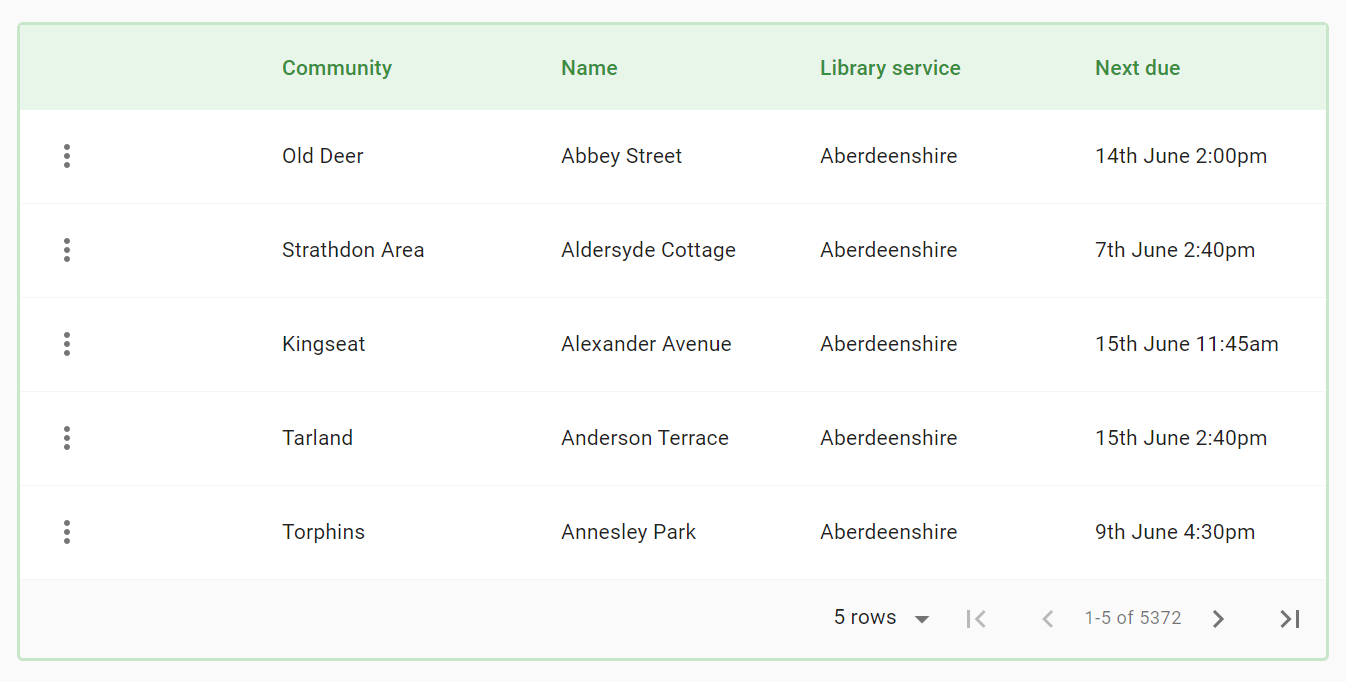 Community Name Library service Next due
Old Deer Abbey Street Aberdeenshire 14th June 2:00pm
Strathdon Area Aldersyde Cottage Aberdeenshire 7th June 2:40pm
Kingseat Alexander Avenue Aberdeenshire 15th June 11:45am
Tarland Anderson Terrace Aberdeenshire 15th June 2:40pm
Torphins Annesley Park Aberdeenshire 9th June 4:30pm
5 rows 1-5 of 5372